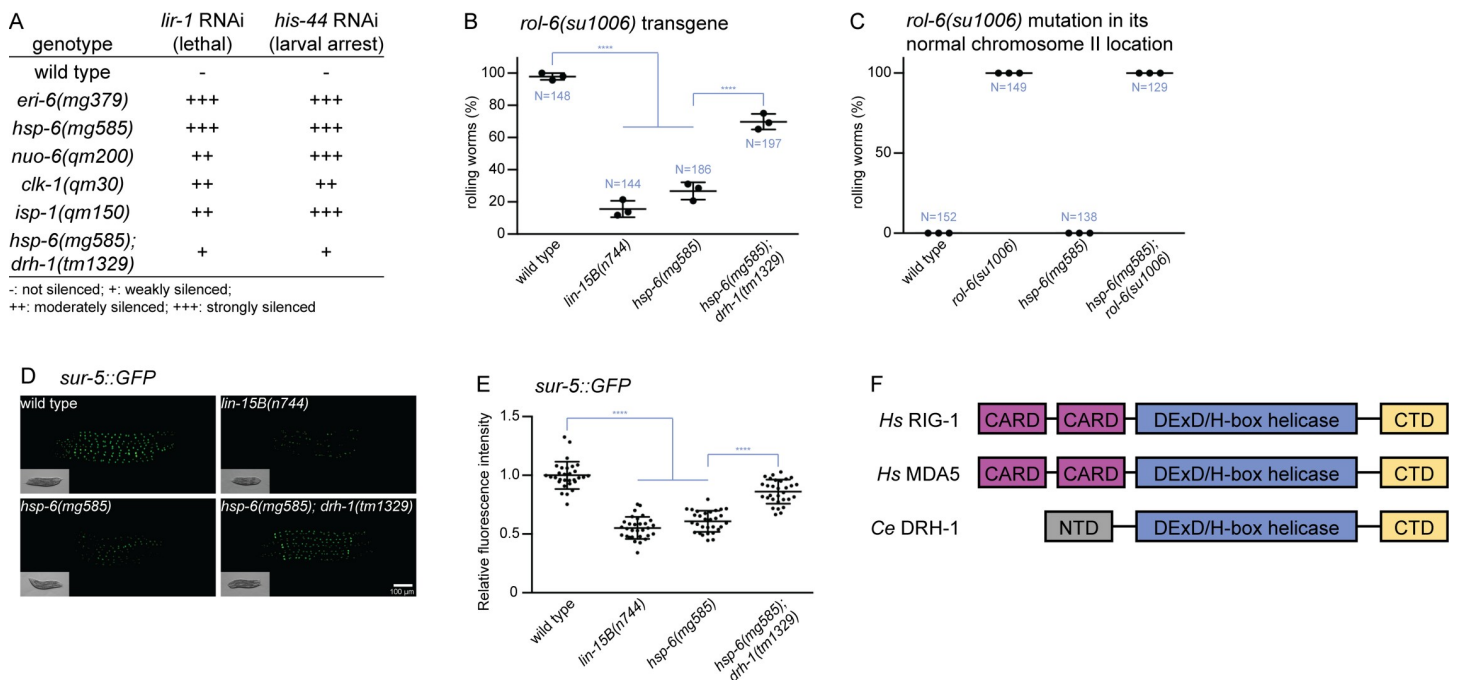 A
lir-1 RNAi his-44 RNAi
genotype (lethal) (larval arrest)
wild type - -
eri-6(mg379) +++ +++
hsp-6(mg585) +++ +++
nuo-6(qm200) ++ +++
clk-1(qm30) ++ ++
isp-1(qm150) ++ +++
hsp-6(mg585);
drh-1(tm1329) + +
-: not silenced; +: weakly silenced;
++: moderately silenced; +++: strongly silenced
B
rol-6(su1006) transgene
rolling worms (%)
100
80
60
40
20
0
****
****
N=148
N=144
N=186
N=197
wild type
lin-15B(n744)
hsp-6(mg585)
hsp-6(mg585);
drh-1(tm1329)
C
rol-6(su1006) mutation in its
normal chromosome II location
rolling worms (%)
100
50
0
N=152
N=149
N=138
N=129
wild type
rol-6(su1006)
hsp-6(mg585)
hsp-6(mg585);
rol-6(su1006)
D
sur-5::GFP
wild type
lin-15B(n744)
hsp-6(mg585)
hsp-6(mg585); drh-1(tm1329)
100 µm
E
sur-5::GFP
Relative fluorescence intensity
1.5
1.0
0.5
0
****
****
wild type
lin-15B(n744)
hsp-6(mg585)
hsp-6(mg585);
drh-1(tm1329)
F
Hs RIG-1 CARD CARD DExD/H-box helicase CTD
Hs MDA5 CARD CARD DExD/H-box helicase CTD
Ce DRH-1 NTD DExD/H-box helicase CTD